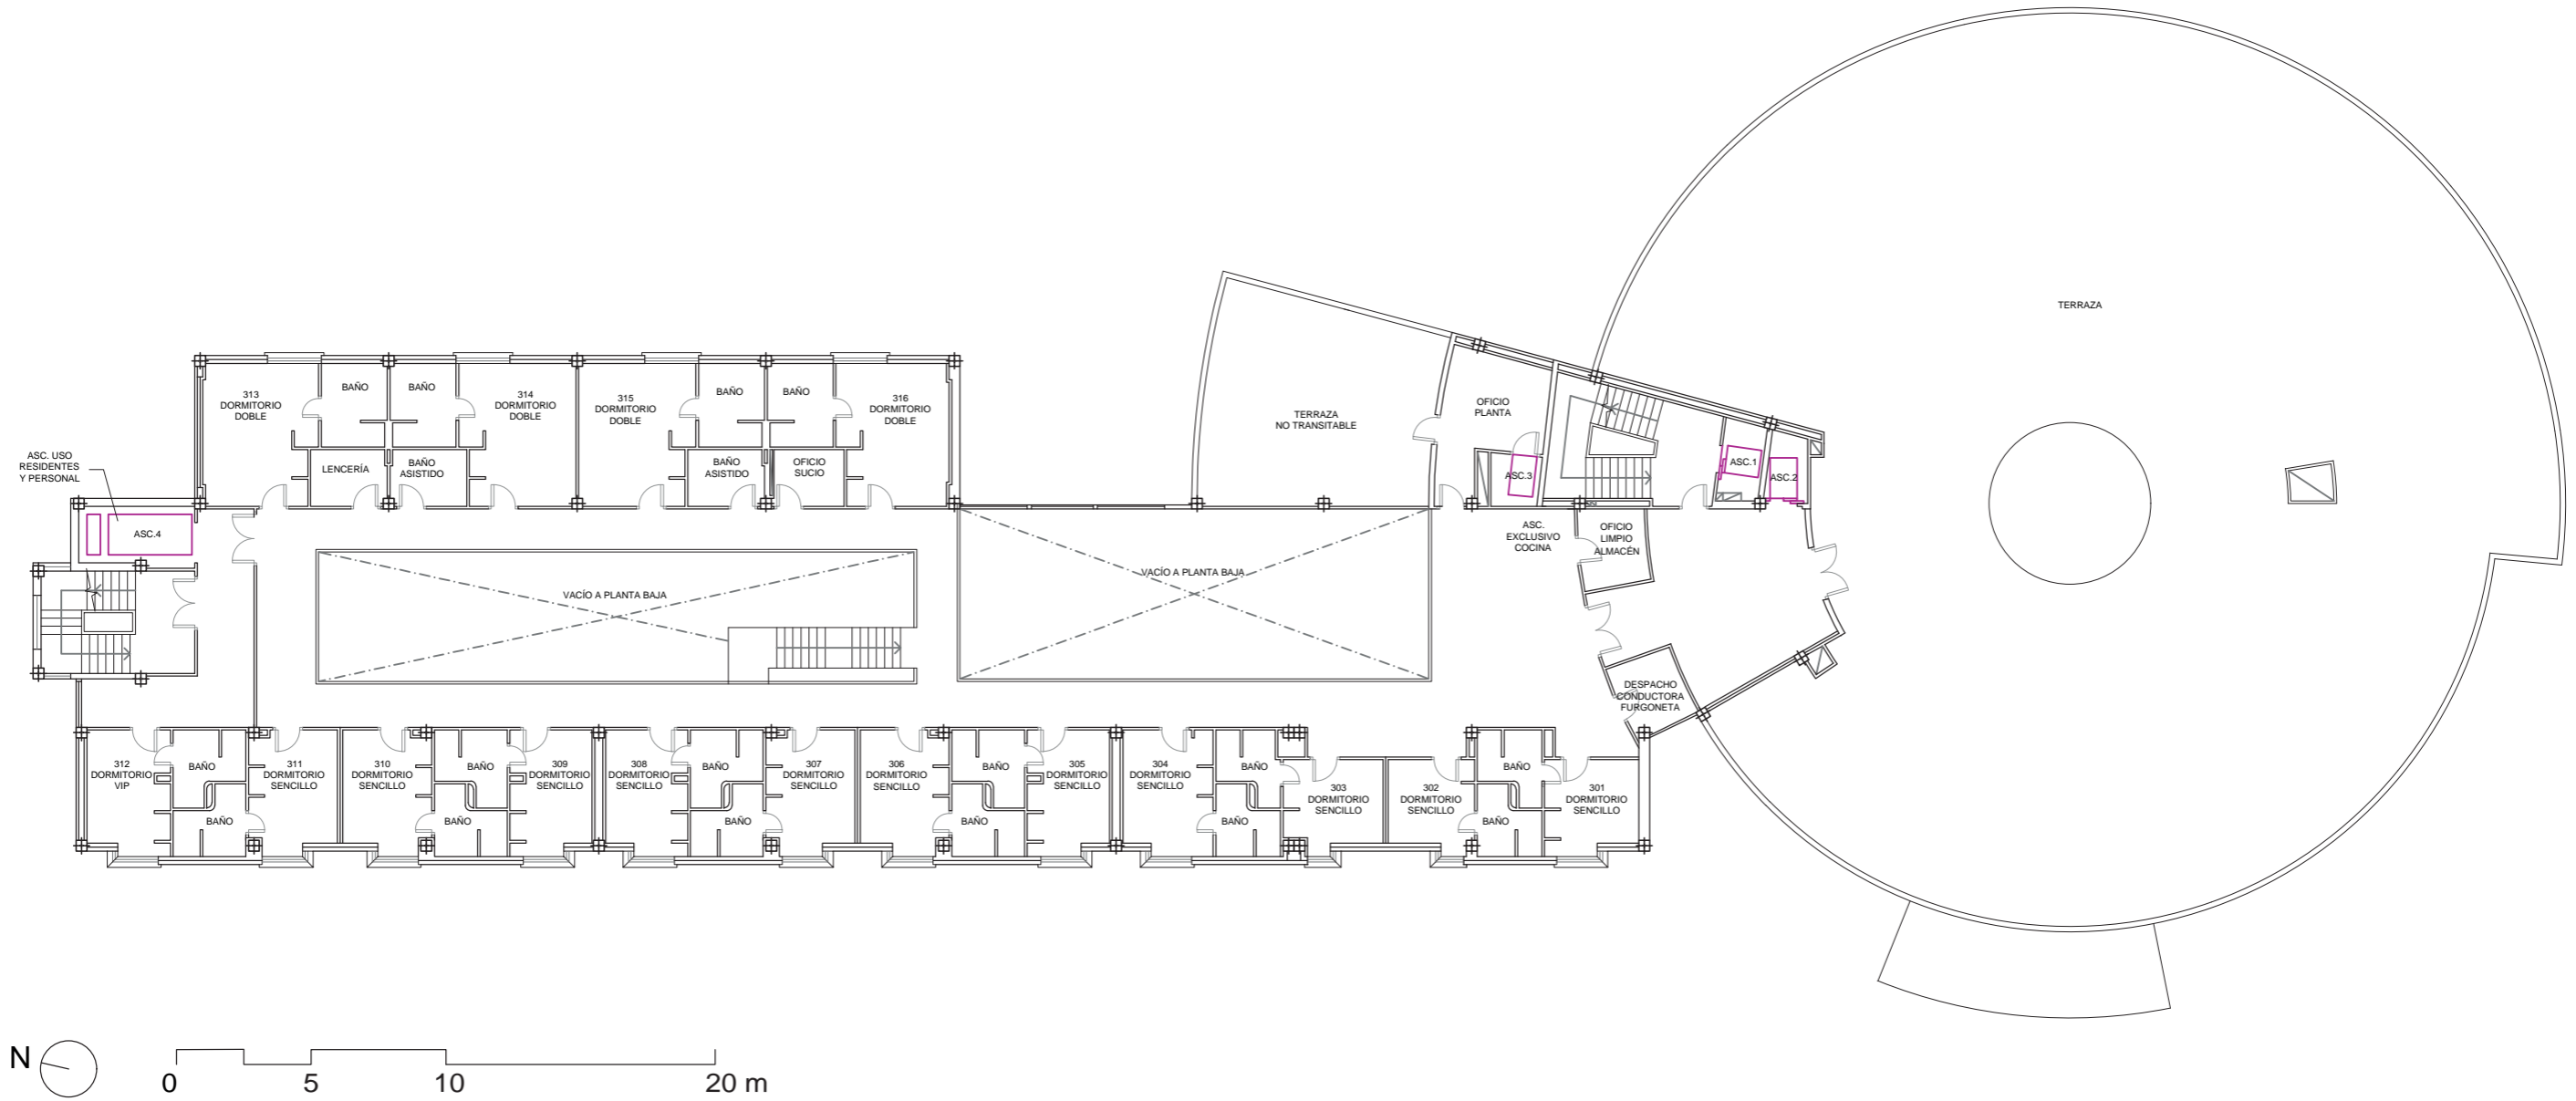 TERRAZA
313
DORMITORIO
DOBLE
BAÑO
BAÑO
314
DORMITORIO
DOBLE
315
DORMITORIO
DOBLE
BAÑO
BAÑO
316
DORMITORIO
DOBLE
TERRAZA
NO TRANSITABLE
OFICIO
PLANTA
ASC. USO
RESIDENTES
Y PERSONAL
LENCERÍA
BAÑO
ASISTIDO
BAÑO
ASISTIDO
OFICIO
SUCIO
ASC.3
ASC.1
ASC.2
ASC.4
ASC.
EXCLUSIVO
COCINA
OFICIO
LIMPIO
ALMACÉN
VACÍO A PLANTA BAJA
VACÍO A PLANTA BAJA
DESPACHO
CONDUCTORA
FURGONETA
312
DORMITORIO
VIP
BAÑO
BAÑO
311
DORMITORIO
SENCILLO
310
DORMITORIO
SENCILLO
BAÑO
BAÑO
309
DORMITORIO
SENCILLO
308
DORMITORIO
SENCILLO
BAÑO
BAÑO
307
DORMITORIO
SENCILLO
306
DORMITORIO
SENCILLO
BAÑO
BAÑO
305
DORMITORIO
SENCILLO
304
DORMITORIO
SENCILLO
BAÑO
BAÑO
303
DORMITORIO
SENCILLO
302
DORMITORIO
SENCILLO
BAÑO
BAÑO
301
DORMITORIO
SENCILLO
N
0 5 10 20 m